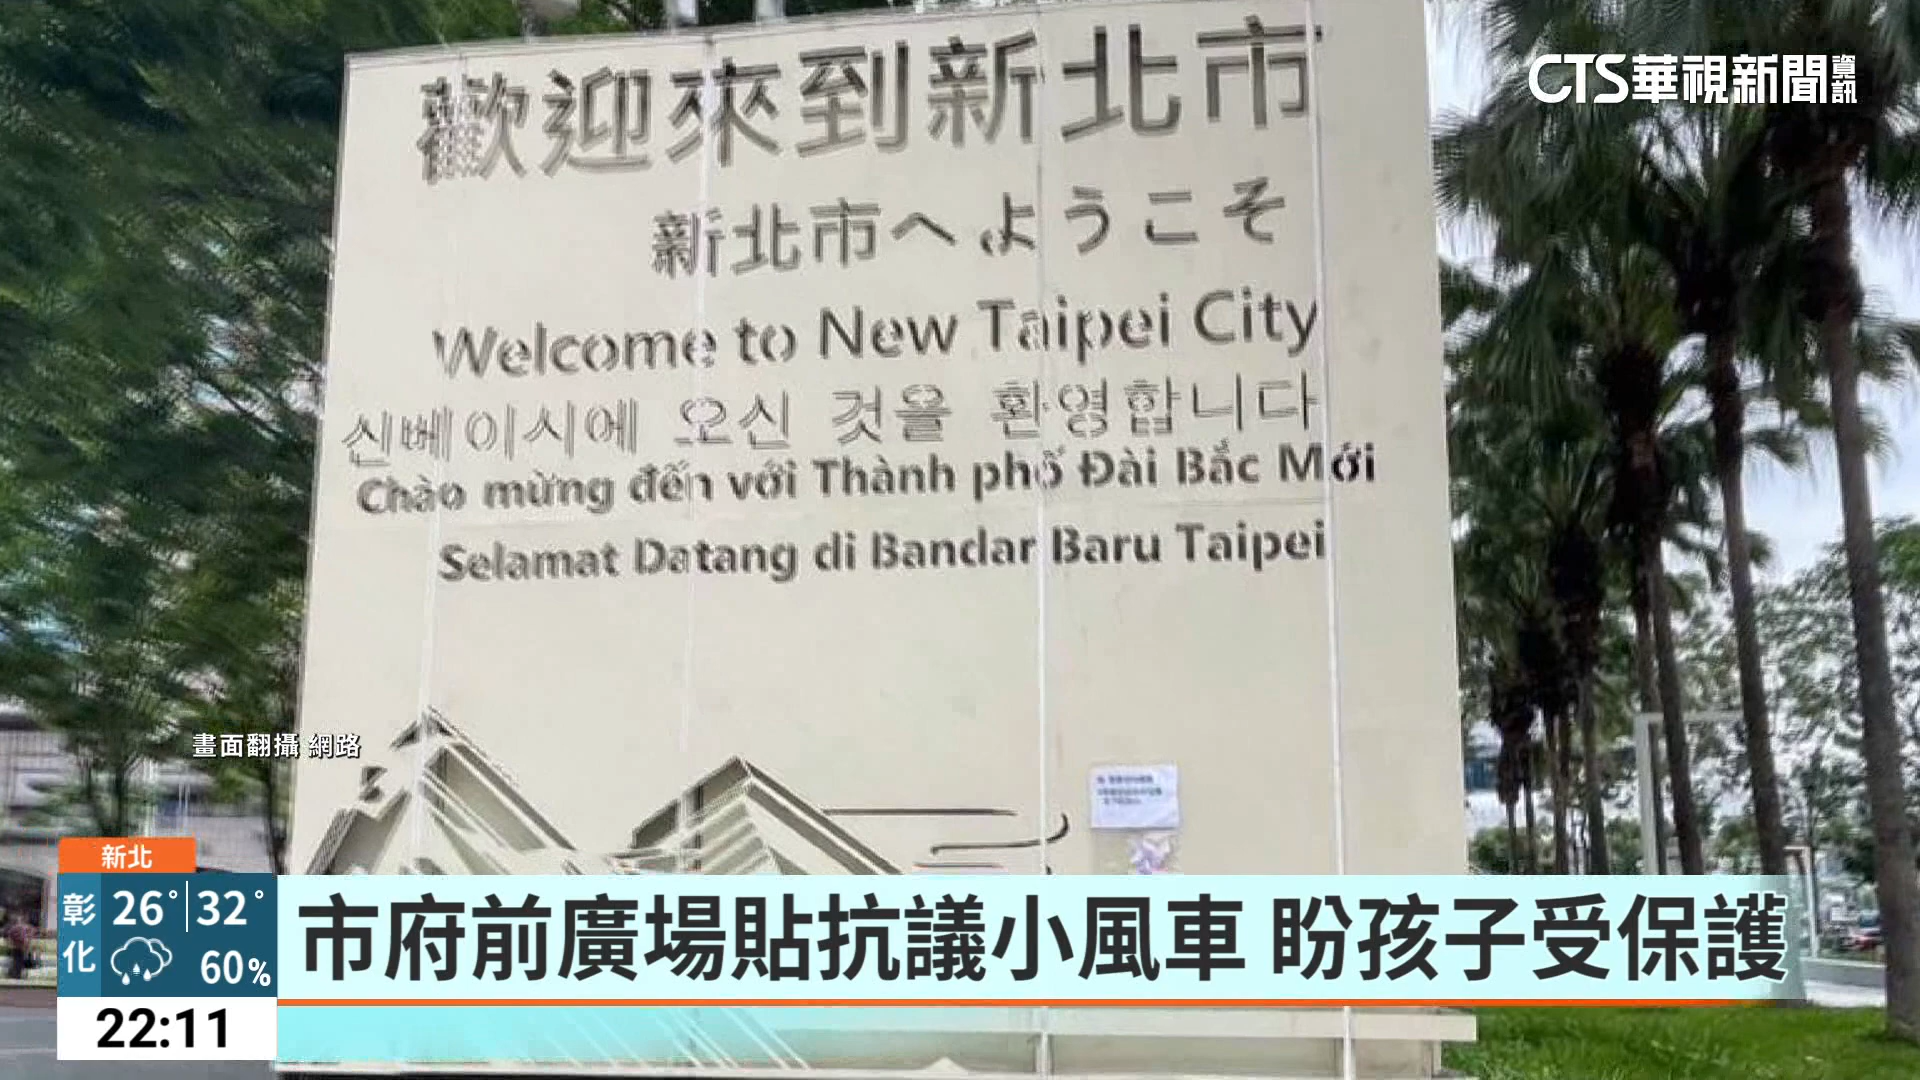 CTS華視新聞資訊
歡迎來到新北市
新北市へようこそ
Welcome to New Taipei City
신베이시에 오신 것을 환영합니다
Chào mừng đến với Thành phố Đài Bắc Mới
Selamat Datang di Bandar Baru Taipei
畫面翻攝 網路
新北
彰化 26° 32°
60%
22:11
市府前廣場貼抗議小風車 盼孩子受保護